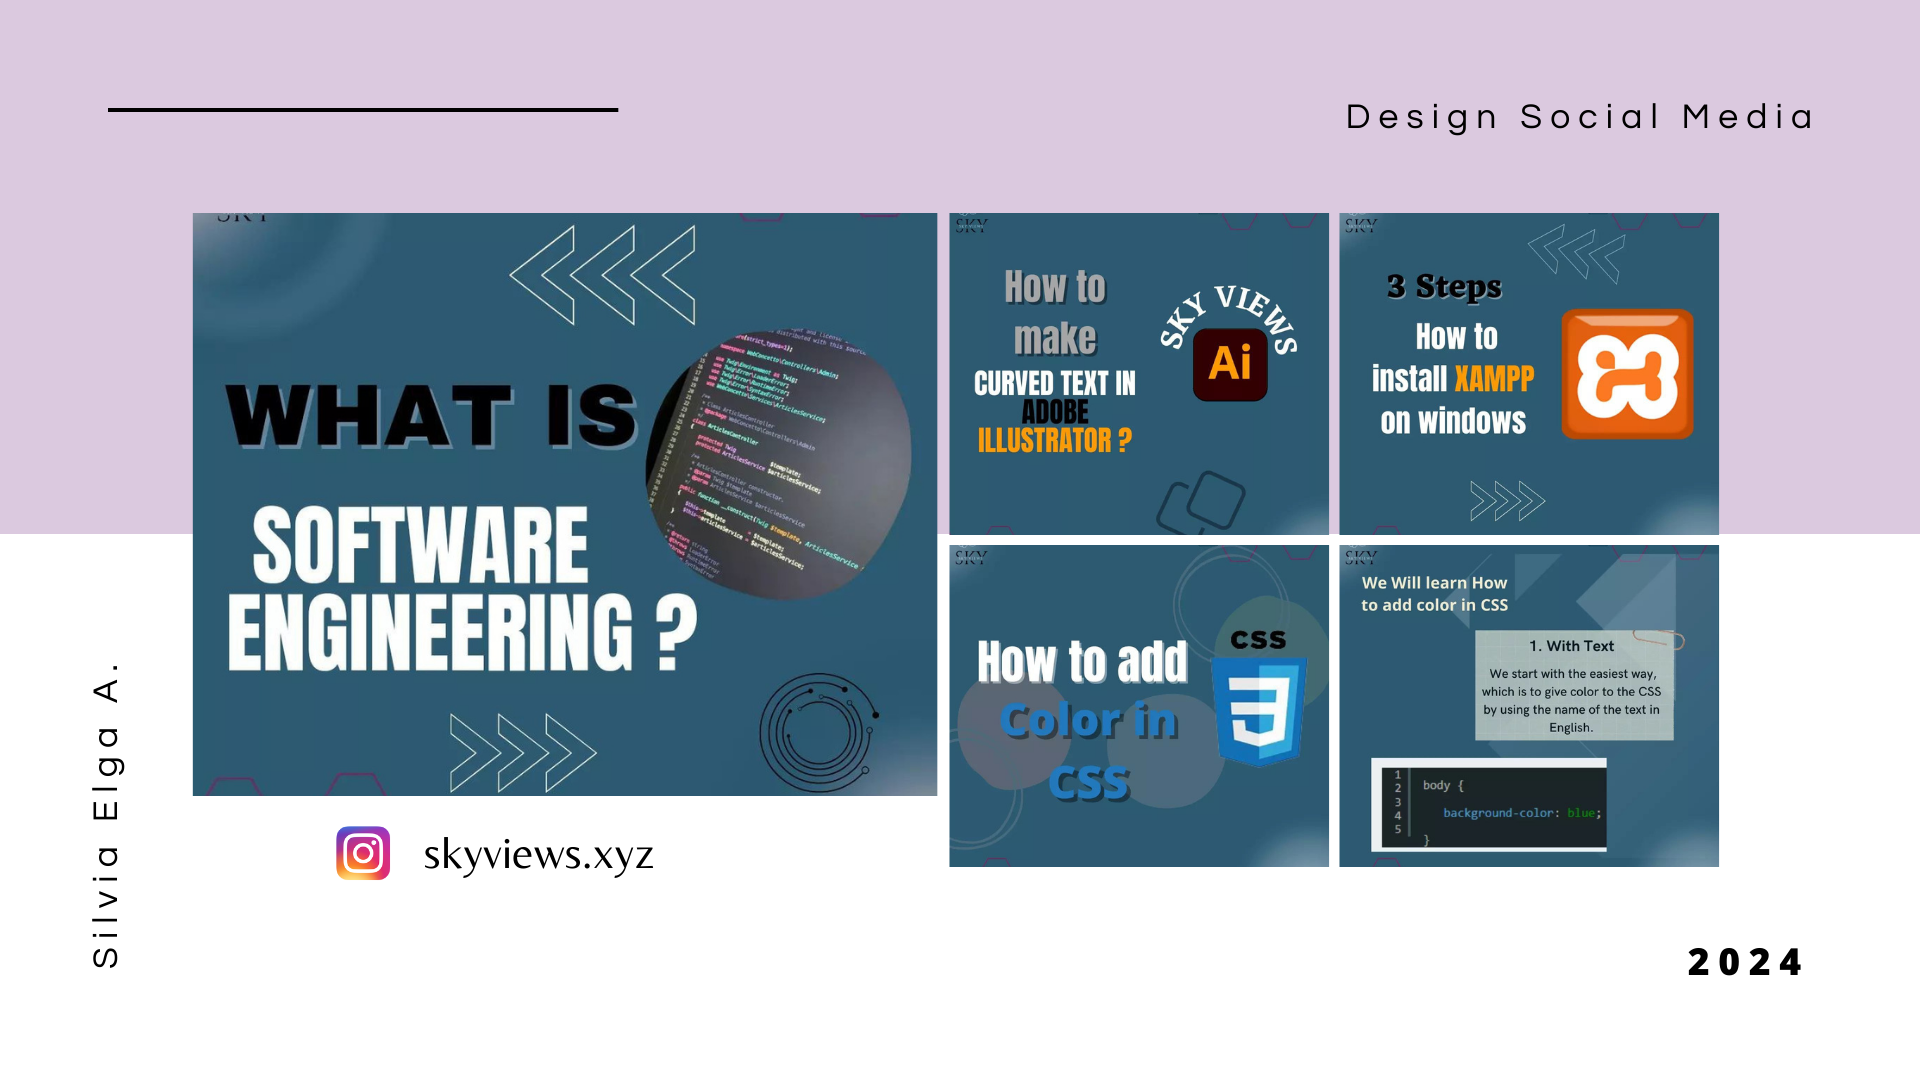 Design Social Media
SKY
WHAT IS
SOFTWARE
ENGINEERING ?
SKY
How to
make
CURVED TEXT IN
ADOBE
ILLUSTRATOR ?
SKY VIEWS
Ai
SKY
3 Steps
How to
install XAMPP
on windows
SKY
How to add
Color in
CSS
CSS
3
SKY
We Will learn How
to add color in CSS
1. With Text
We start with the easiest way,
which is to give color to the CSS
by using the name of the text in
English.
1
2
3
4
5
body {
background-color: blue;
}
skyviews.xyz
Silvia Elga A.
2024